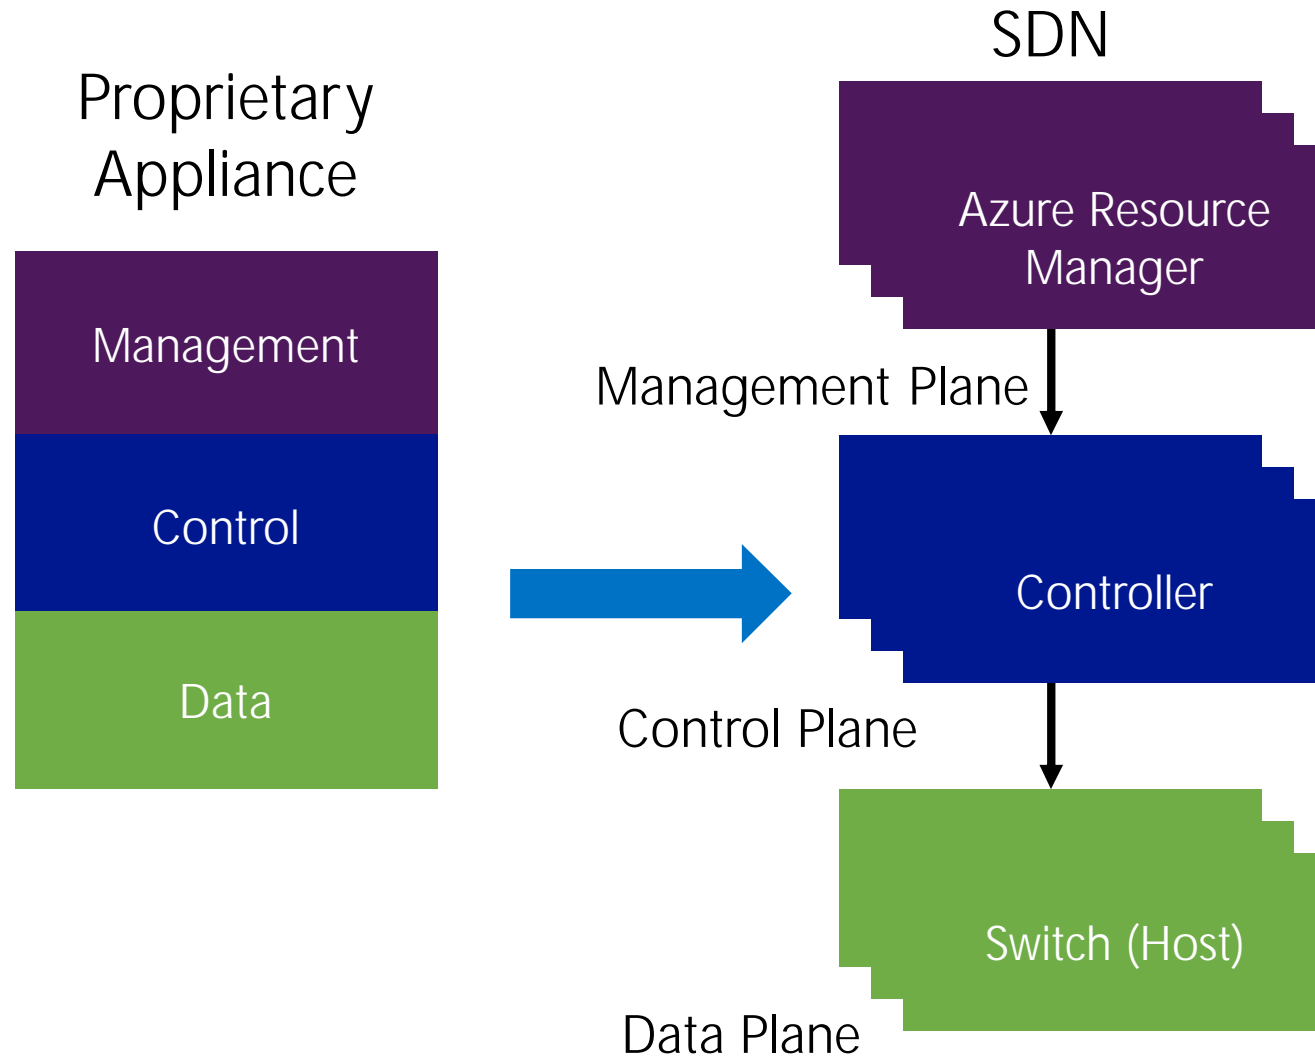 Proprietary
Appliance
Management
Control
Data
SDN
Azure Resource
Manager
Management Plane
Controller
Control Plane
Switch (Host)
Data Plane